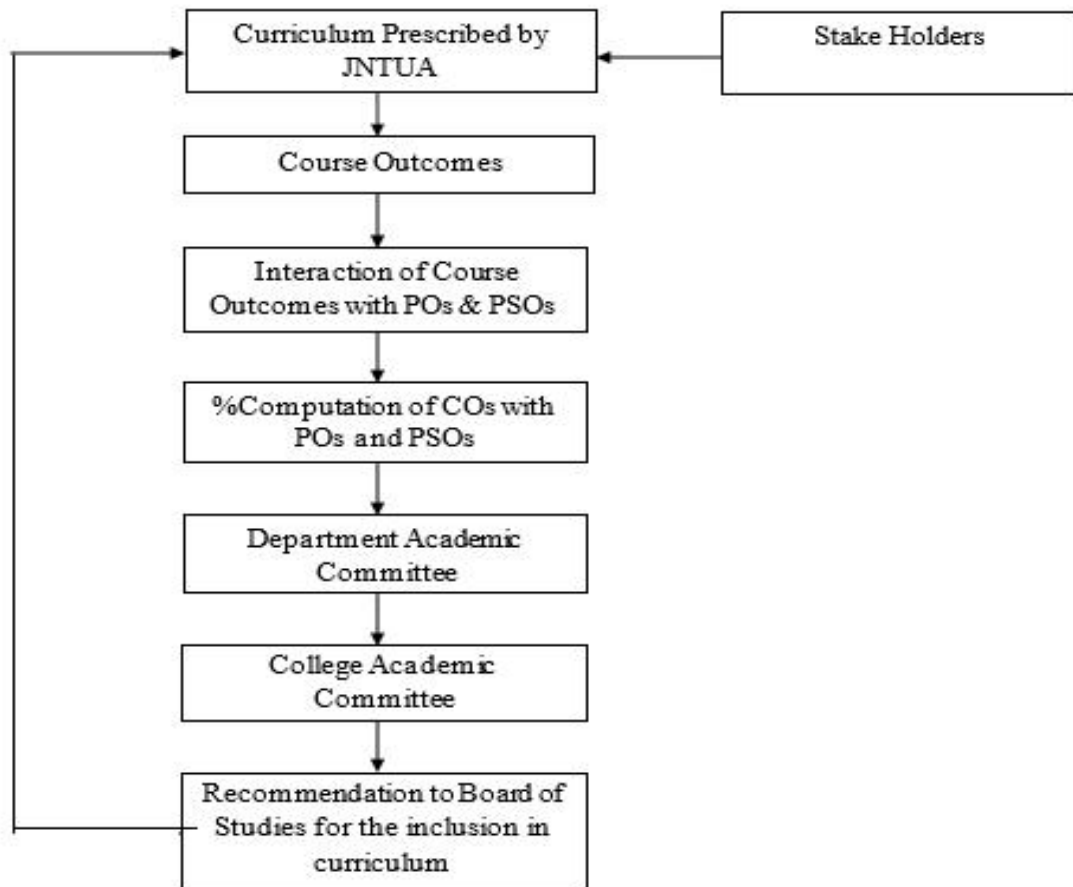 Curriculum Prescribed by
JNTUA
Stake Holders
Course Outcomes
Interaction of Course
Outcomes with POs & PSOs
%Computation of COs with
POs and PSOs
Department Academic
Committee
College Academic
Committee
Recommendation to Board of
Studies for the inclusion in
curriculum